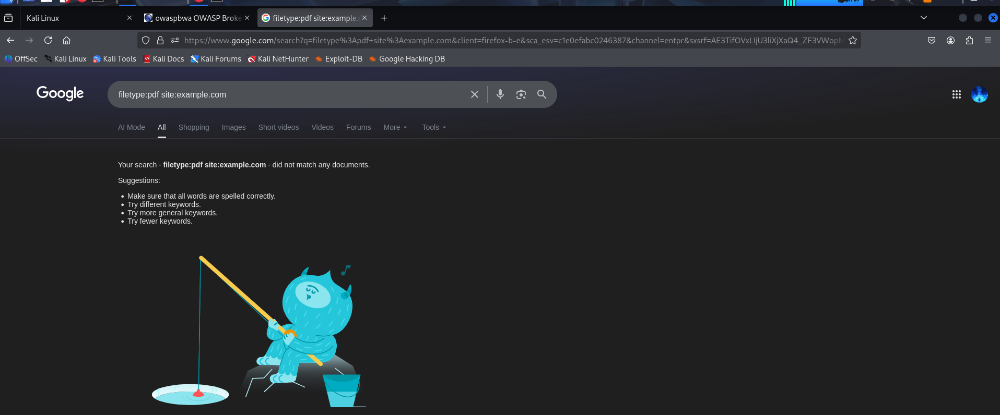 Kali Linux
owaspbwa OWASP Broke
filetype:pdf site:example.
https://www.google.com/search?q=filetype%3Apdf+site%3Aexample.com&client=firefox-b-e&sca_esv=c1e0efabc0246387&channel=entpr&sxsrf=AE3TifOVxLIjU3liXjXaQ4_ZF3VWopM
OffSec Kali Linux Kali Tools Kali Docs Kali Forums Kali NetHunter Exploit-DB Google Hacking DB
Google
filetype:pdf site:example.com
AI Mode All Shopping Images Short videos Videos Forums More Tools
Your search - filetype:pdf site:example.com - did not match any documents.
Suggestions:
• Make sure that all words are spelled correctly.
• Try different keywords.
• Try more general keywords.
• Try fewer keywords.